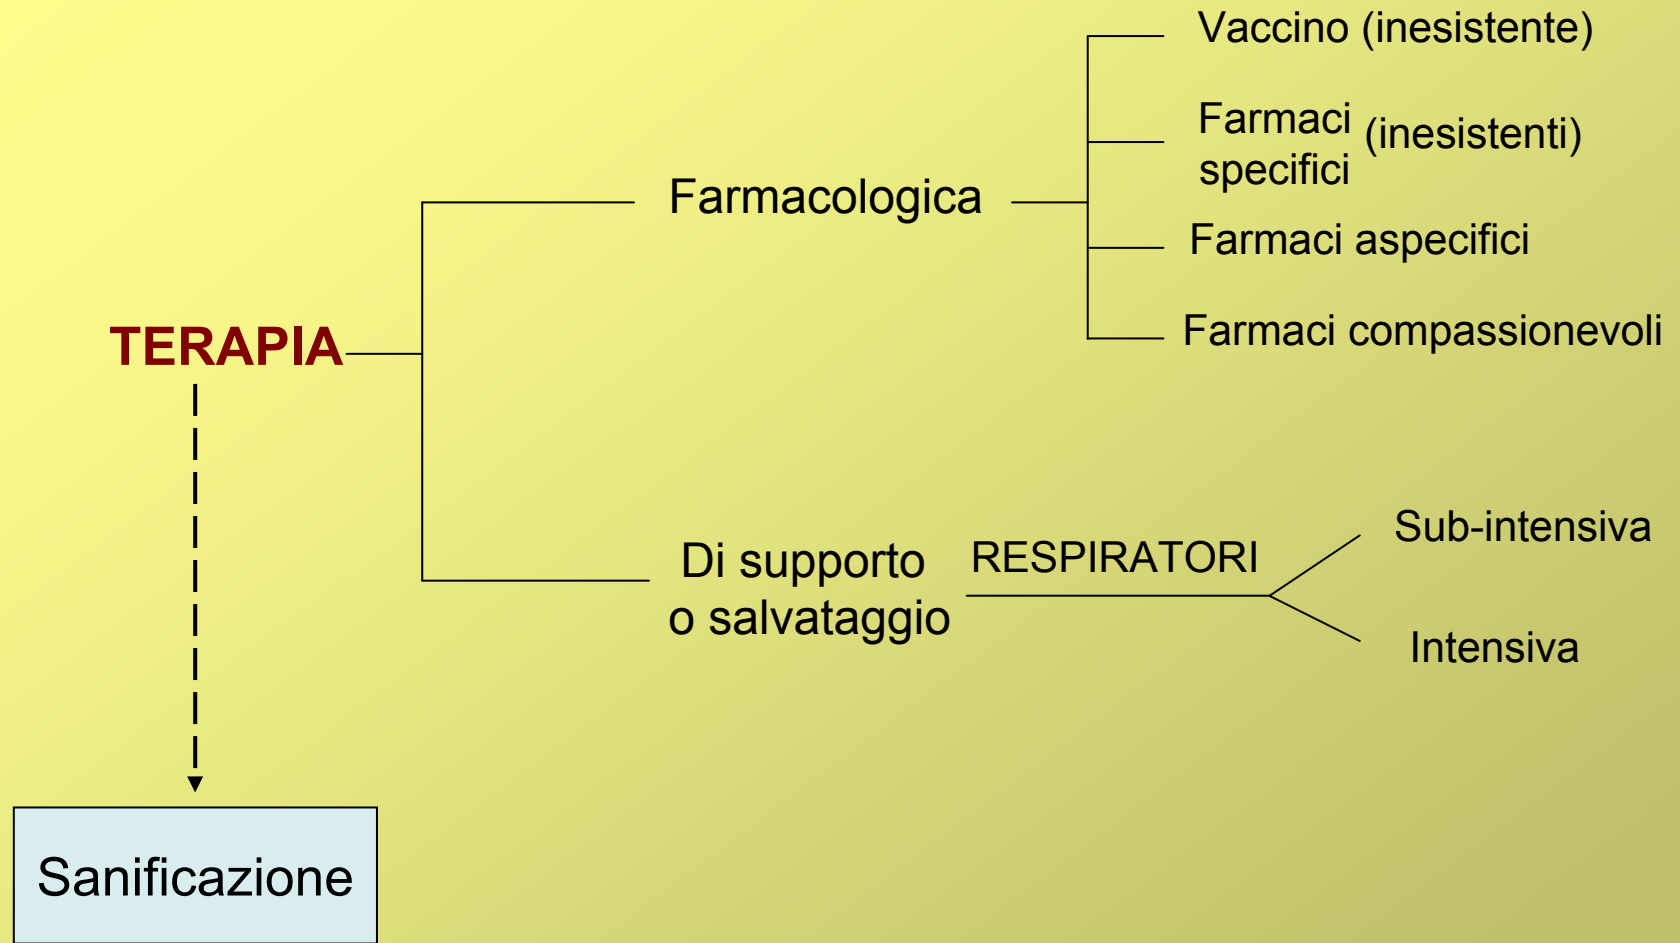 Vaccino (inesistente)
Farmaci (inesistenti)
specifici
Farmacologica
Farmaci aspecifici
Farmaci compassionevoli
TERAPIA
Di supporto
o salvataggio
RESPIRATORI
Sub-intensiva
Intensiva
Sanificazione